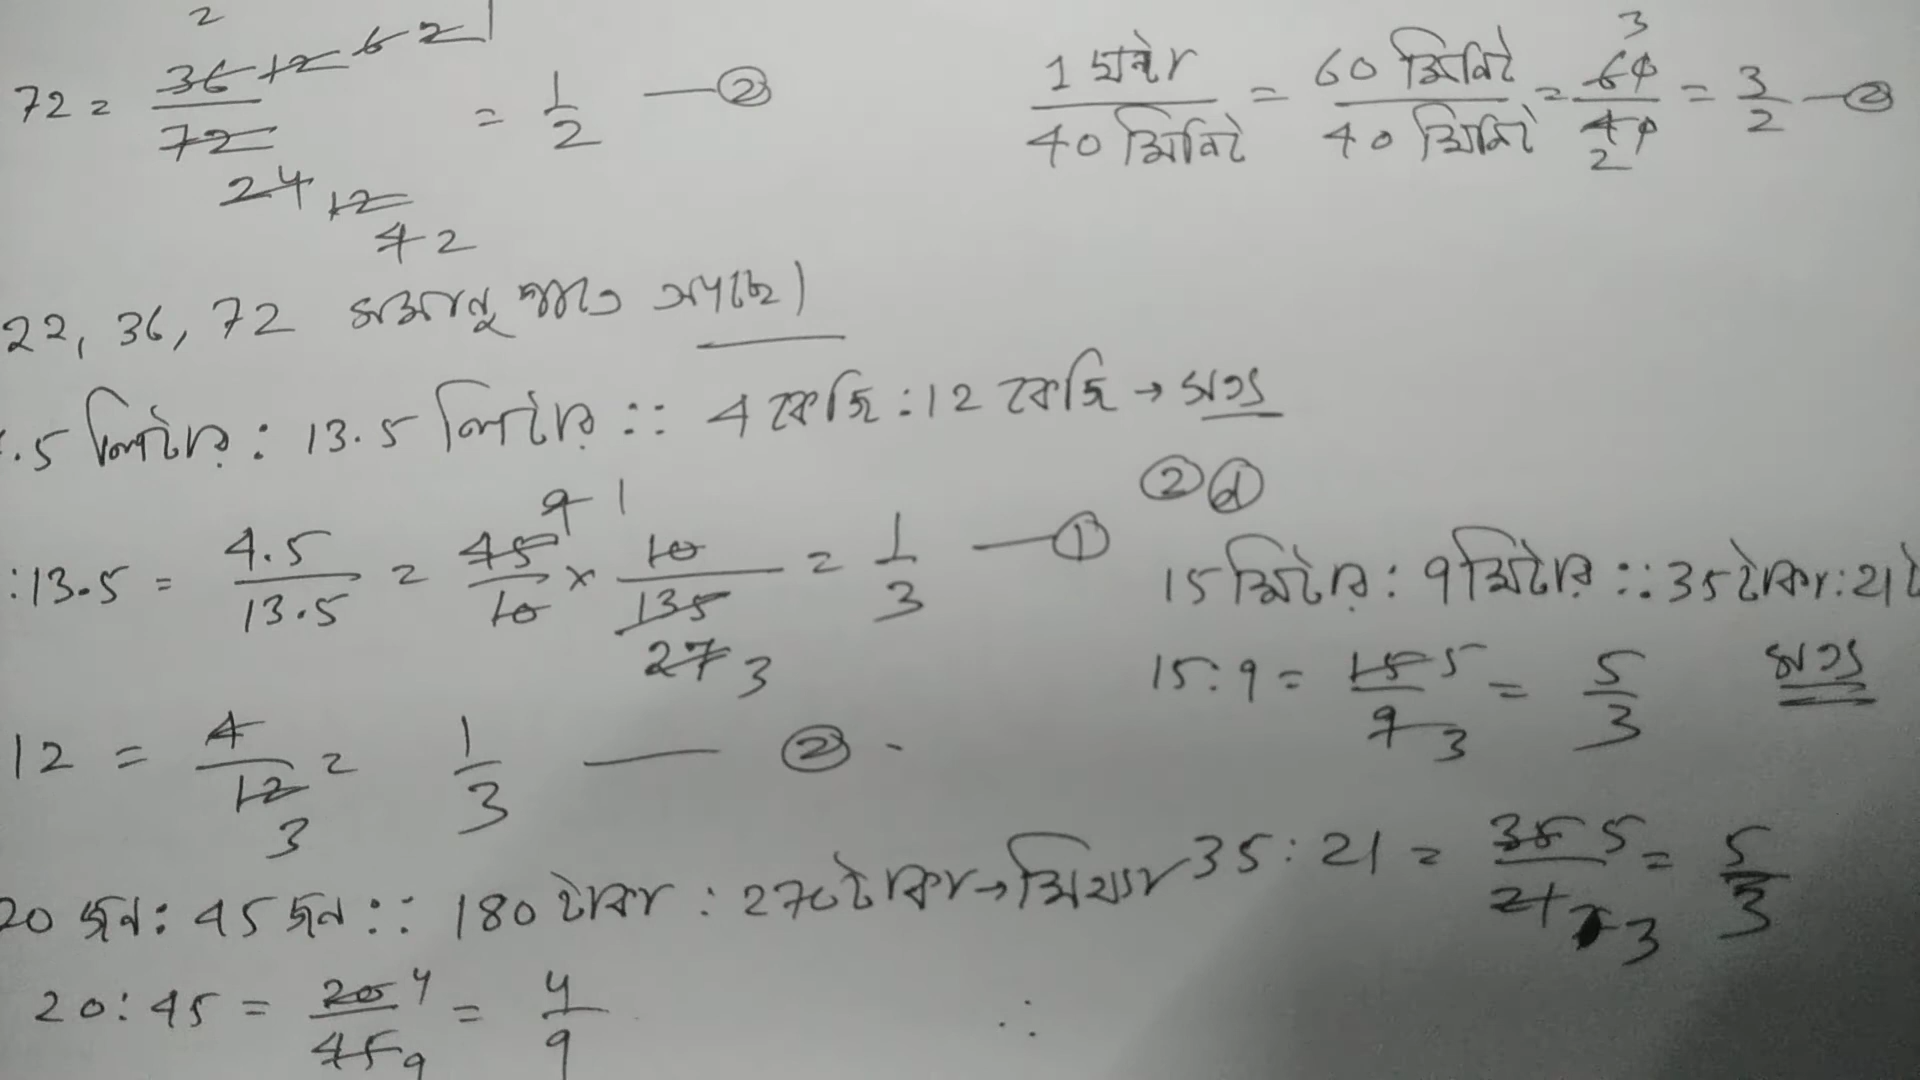 72 = 36/72 = 1/2 —②
22, 36, 72 সমানুপাতে আছে।
.5 লিটার : 13.5 লিটার :: 4 কেজি : 12 কেজি → সত্য
: 13.5 = 4.5/13.5 = 45/10 × 10/135 = 1/3 —①
12 = 4/12 = 1/3 —②
20 জন : 45 জন :: 180 টাকা : 270 টাকা → মিথ্যা
20 : 45 = 20/45 = 4/9
1 ঘন্টা/40 মিনিট = 60 মিনিট/40 মিনিট = 60/40 = 3/2 —②
② d
15 মিটার : 9 মিটার :: 35 টাকা : 21 ট
15 : 9 = 15/9 = 5/3 সত্য
35 : 21 = 35/21 = 5/3
∴